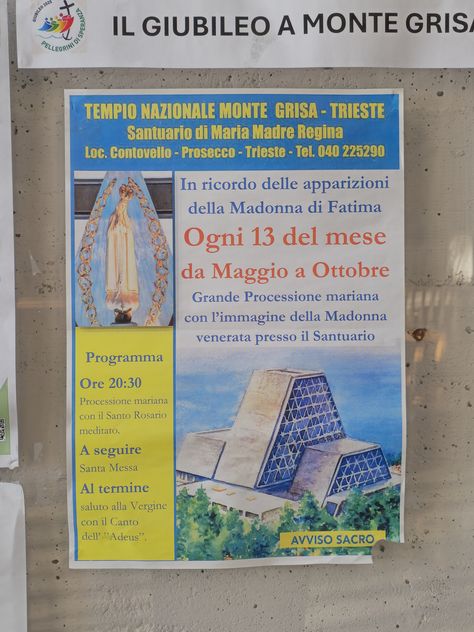 IL GIUBILEO A MONTE GRISA
PELLEGRINI DI SPERANZA
TEMPIO NAZIONALE MONTE GRISA - TRIESTE
Santuario di Maria Madre Regina
Loc. Contovello - Prosecco - Trieste - Tel. 040 225290
In ricordo delle apparizioni
della Madonna di Fatima
Ogni 13 del mese
da Maggio a Ottobre
Grande Processione mariana
con l'immagine della Madonna
venerata presso il Santuario
Programma
Ore 20:30
Processione mariana
con il Santo Rosario
meditato.
A seguire
Santa Messa
Al termine
saluto alla Vergine
con il Canto
dell' "Adeus".
AVVISO SACRO